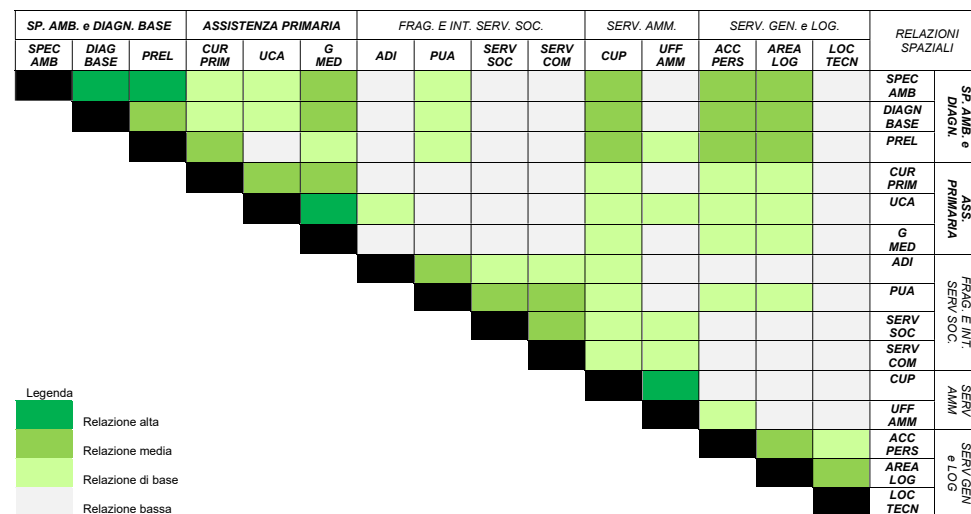 SP. AMB. e DIAGN. BASE ASSISTENZA PRIMARIA FRAG. E INT. SERV. SOC. SERV. AMM. SERV. GEN. e LOG. RELAZIONI SPAZIALI
SPEC AMB DIAG BASE PREL CUR PRIM UCA G MED ADI PUA SERV SOC SERV COM CUP UFF AMM ACC PERS AREA LOG LOC TECN
SPEC
AMB
DIAGN
BASE
PREL
SP. AMB. e
DIAGN.
CUR
PRIM
UCA
G
MED
ASS.
PRIMARIA
ADI
PUA
SERV
SOC
SERV
COM
FRAG. E INT.
SERV SOC.
CUP
UFF
AMM
SERV
AMM
ACC
PERS
AREA
LOG
LOC
TECN
SERV GEN
e LOG
Legenda
Relazione alta
Relazione media
Relazione di base
Relazione bassa